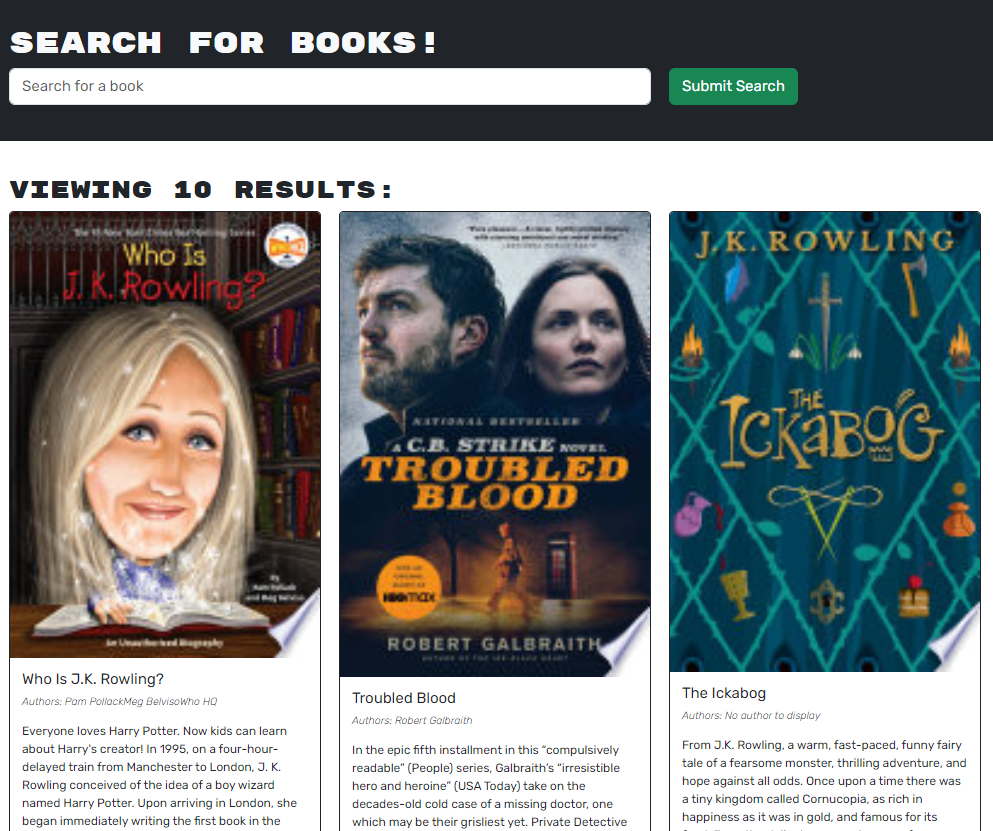 SEARCH FOR BOOKS!
Search for a book
Submit Search
VIEWING 10 RESULTS:
The #1 New York Times Best-Selling Series
Who Is
J. K. Rowling?
By
Pam Pollack
and Meg Belviso
An Unauthorized Biography
Who Is J.K. Rowling?
Authors: Pam PollackMeg BelvisoWho HQ
Everyone loves Harry Potter. Now kids can learn
about Harry's creator! In 1995, on a four-hour-
delayed train from Manchester to London, J. K.
Rowling conceived of the idea of a boy wizard
named Harry Potter. Upon arriving in London, she
began immediately writing the first book in the
NATIONAL BESTSELLER
A C.B. STRIKE NOVEL
TROUBLED
BLOOD
HBOMAX
ROBERT GALBRAITH
AUTHOR OF THE INK BLACK HEART
Troubled Blood
Authors: Robert Galbraith
In the epic fifth installment in this “compulsively
readable” (People) series, Galbraith’s “irresistible
hero and heroine” (USA Today) take on the
decades-old cold case of a missing doctor, one
which may be their grisliest yet. Private Detective
J.K. ROWLING
THE
ICKABOG
The Ickabog
Authors: No author to display
From J.K. Rowling, a warm, fast-paced, funny fairy
tale of a fearsome monster, thrilling adventure, and
hope against all odds. Once upon a time there was
a tiny kingdom called Cornucopia, as rich in
happiness as it was in gold, and famous for its